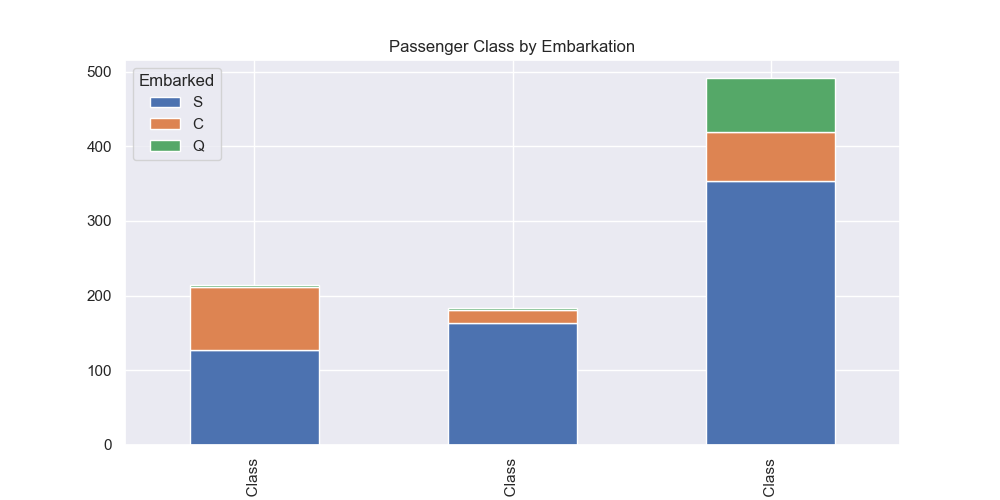 Passenger Class by Embarkation
500
400
300
200
100
0
Embarked
S
C
Q
Class
Class
Class